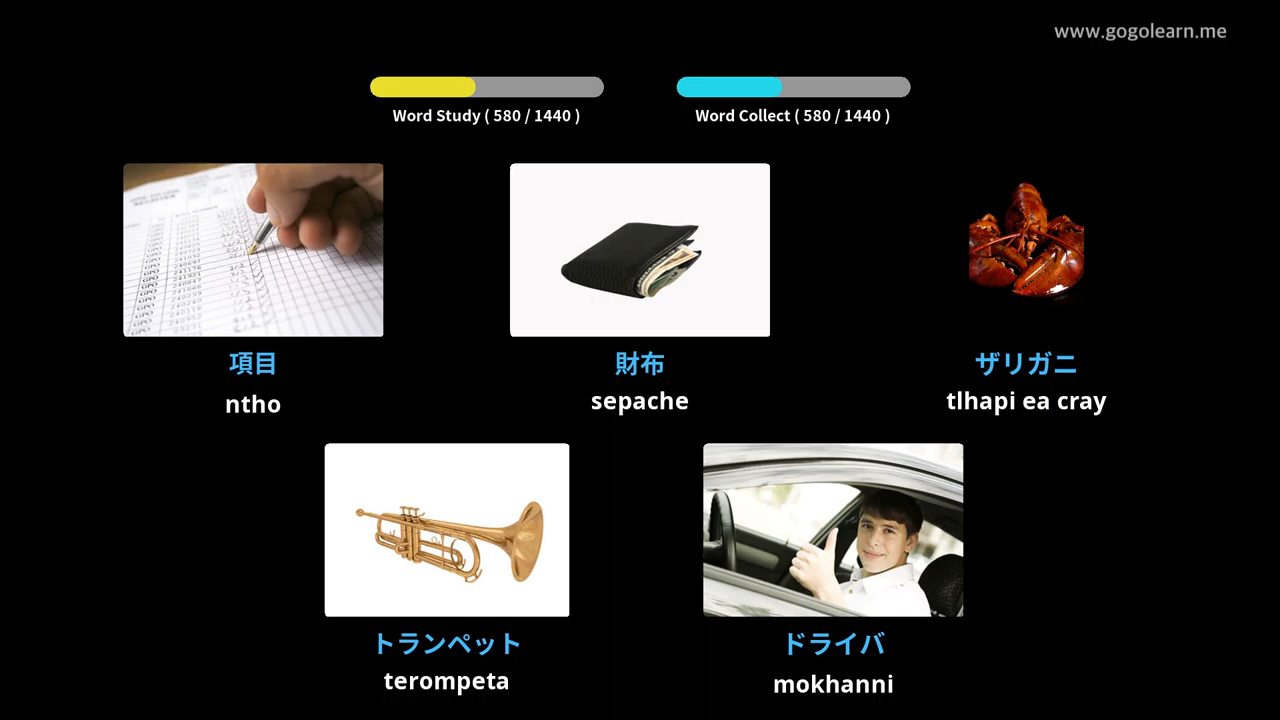 www.gogolearn.me
Word Study ( 580 / 1440 )
Word Collect ( 580 / 1440 )
項目
ntho
財布
sepache
ザリガニ
tlhapi ea cray
トランペット
terompeta
ドライバ
mokhanni